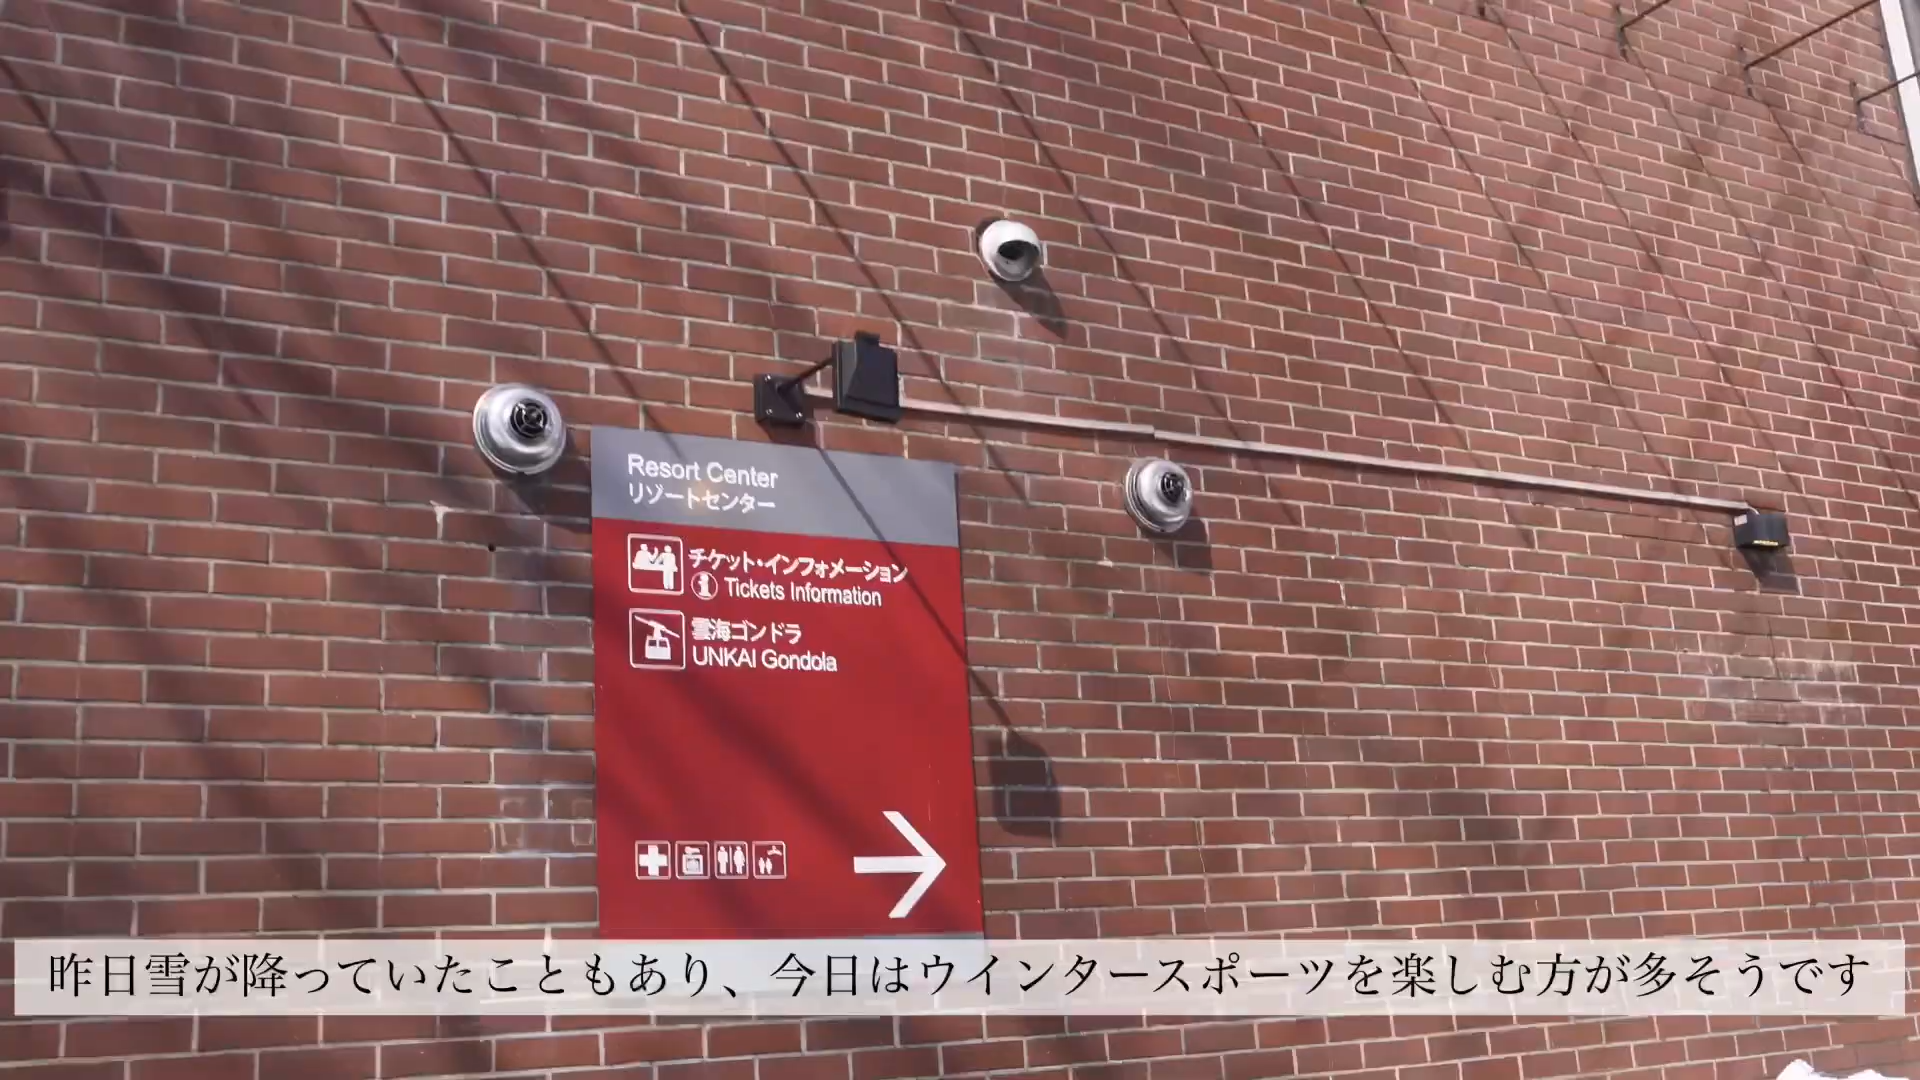 Resort Center
リゾートセンター
チケット・インフォメーション
i Tickets Information
雲海ゴンドラ
UNKAI Gondola
昨日雪が降っていたこともあり、今日はウインタースポーツを楽しむ方が多そうです